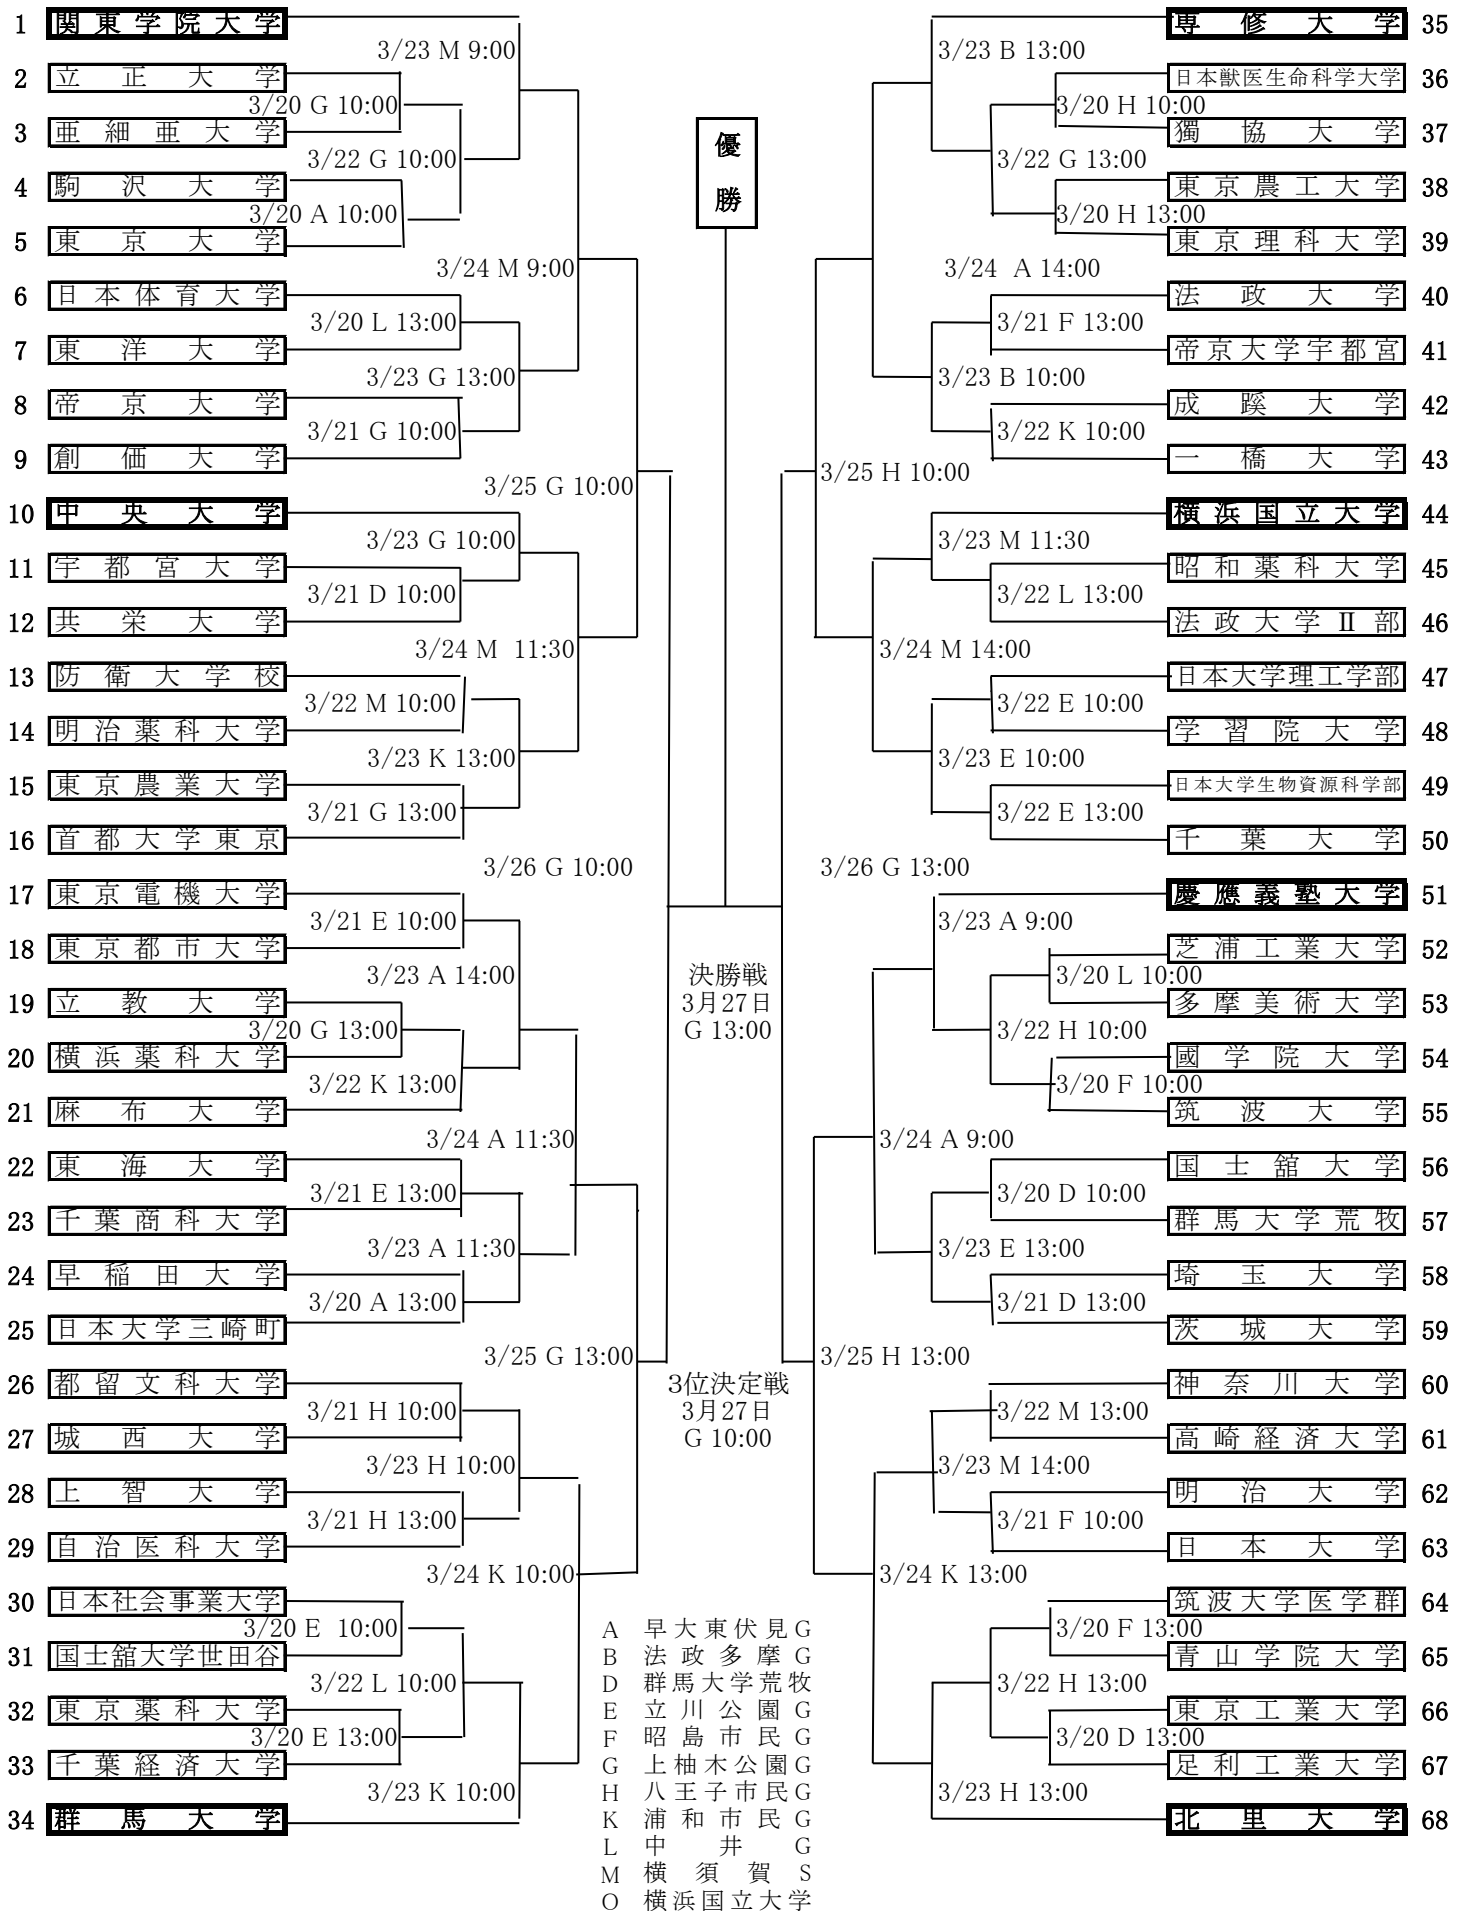 1 関東学院大学
3/23 M 9:00
2 立正大学
3/20 G 10:00
3 亜細亜大学
3/22 G 10:00
4 駒沢大学
3/20 A 10:00
5 東京大学
3/24 M 9:00
6 日本体育大学
3/20 L 13:00
7 東洋大学
3/23 G 13:00
8 帝京大学
3/21 G 10:00
9 創価大学
3/25 G 10:00
10 中央大学
3/23 G 10:00
11 宇都宮大学
3/21 D 10:00
12 共栄大学
3/24 M 11:30
13 防衛大学校
3/22 M 10:00
14 明治薬科大学
3/23 K 13:00
15 東京農業大学
3/21 G 13:00
16 首都大学東京
3/26 G 10:00
17 東京電機大学
3/21 E 10:00
18 東京都市大学
3/23 A 14:00
19 立教大学
3/20 G 13:00
20 横浜薬科大学
3/22 K 13:00
21 麻布大学
3/24 A 11:30
22 東海大学
3/21 E 13:00
23 千葉商科大学
3/23 A 11:30
24 早稲田大学
3/20 A 13:00
25 日本大学三崎町
3/25 G 13:00
26 都留文科大学
3/21 H 10:00
27 城西大学
3/23 H 10:00
28 上智大学
3/21 H 13:00
29 自治医科大学
3/24 K 10:00
30 日本社会事業大学
3/20 E 10:00
31 国士舘大学世田谷
3/22 L 10:00
32 東京薬科大学
3/20 E 13:00
33 千葉経済大学
3/23 K 10:00
34 群馬大学
優
勝
決勝戦
3月27日
G 13:00
3位決定戦
3月27日
G 10:00
A 早大東伏見G
B 法政多摩G
D 群馬大学荒牧
E 立川公園G
F 昭島市民G
G 上柚木公園G
H 八王子市民G
K 浦和市民G
L 中井G
M 横須賀S
O 横浜国立大学
専修大学 35
3/23 B 13:00
日本獣医生命科学大学 36
3/20 H 10:00
獨協大学 37
3/22 G 13:00
東京農工大学 38
3/20 H 13:00
東京理科大学 39
3/24 A 14:00
法政大学 40
3/21 F 13:00
帝京大学宇都宮 41
3/23 B 10:00
成蹊大学 42
3/22 K 10:00
一橋大学 43
3/25 H 10:00
横浜国立大学 44
3/23 M 11:30
昭和薬科大学 45
3/22 L 13:00
法政大学Ⅱ部 46
3/24 M 14:00
日本大学理工学部 47
3/22 E 10:00
学習院大学 48
3/23 E 10:00
日本大学生物資源科学部 49
3/22 E 13:00
千葉大学 50
3/26 G 13:00
慶應義塾大学 51
3/23 A 9:00
芝浦工業大学 52
3/20 L 10:00
多摩美術大学 53
3/22 H 10:00
國学院大学 54
3/20 F 10:00
筑波大学 55
3/24 A 9:00
国士舘大学 56
3/20 D 10:00
群馬大学荒牧 57
3/23 E 13:00
埼玉大学 58
3/21 D 13:00
茨城大学 59
3/25 H 13:00
神奈川大学 60
3/22 M 13:00
高崎経済大学 61
3/23 M 14:00
明治大学 62
3/21 F 10:00
日本大学 63
3/24 K 13:00
筑波大学医学群 64
3/20 F 13:00
青山学院大学 65
3/22 H 13:00
東京工業大学 66
3/20 D 13:00
足利工業大学 67
3/23 H 13:00
北里大学 68